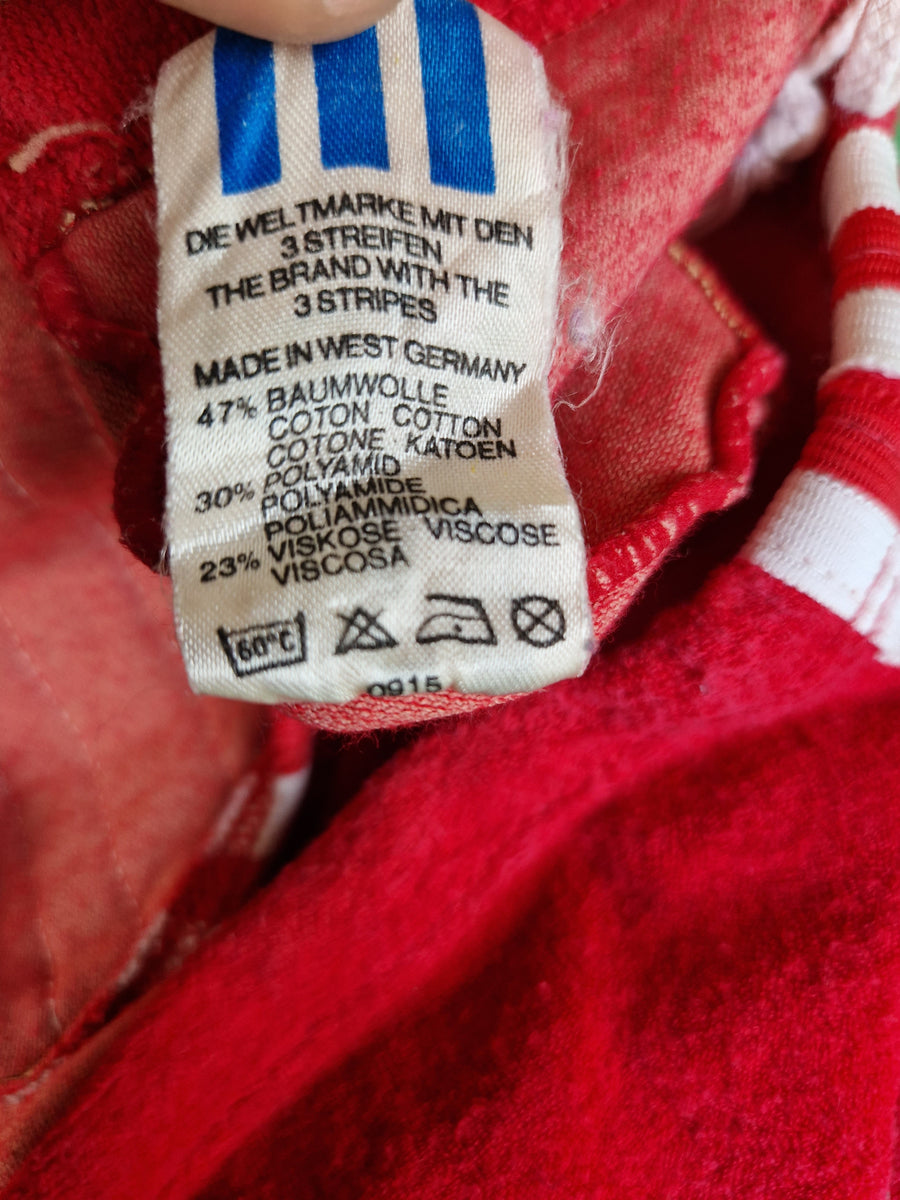 DIE WELTMARKE MIT DEN
3 STREIFEN
THE BRAND WITH THE
3 STRIPES
MADE IN WEST GERMANY
47% BAUMWOLLE
COTON COTTON
COTONE KATOEN
30% POLYAMID
POLYAMIDE
POLIAMMIDICA
23% VISKOSE VISCOSE
VISCOSA
60°C
0915